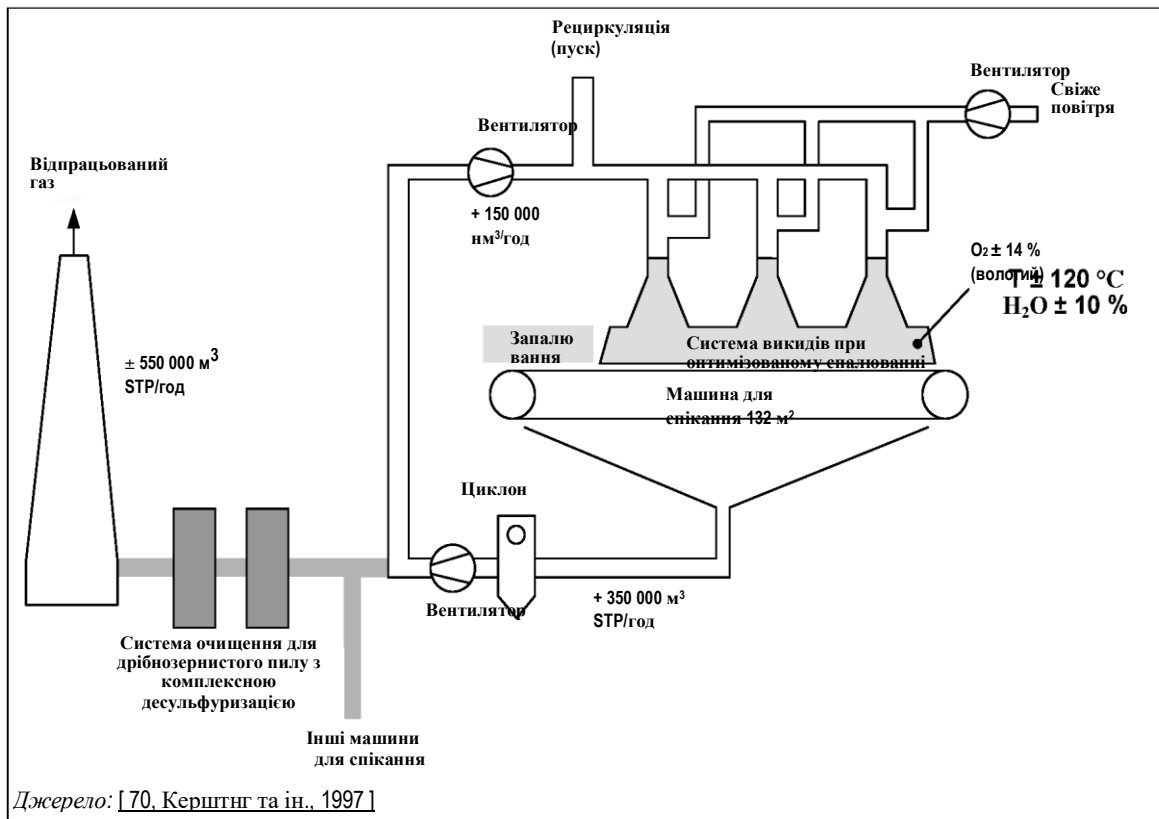 Рециркуляція
(пуск)
Вентилятор
Свіже
повітря
Вентилятор
Відпрацьований
газ
+ 150 000
нм³/год
O₂ ± 14 %
(вологий)
T ± 120 °C
H₂O ± 10 %
Запалю
вання
Система викидів при
оптимізованому спалюванні
± 550 000 м³
STP/год
Машина для
спікання 132 м²
Циклон
Вентилятор
+ 350 000 м³
STP/год
Система очищення для
дрібнозернистого пилу з
комплексною
десульфуризацією
Інші машини
для спікання
Джерело: [ 70, Керштнг та ін., 1997 ]